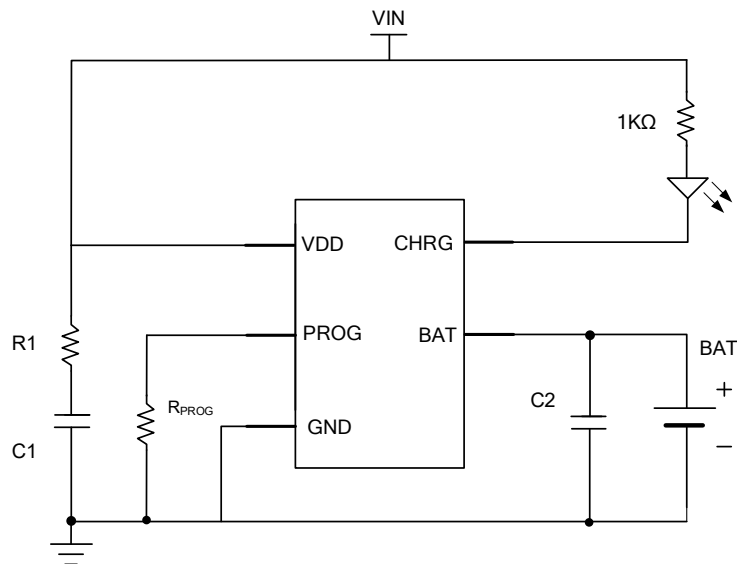 VIN
1KΩ
VDD
CHRG
R1
PROG
BAT
BAT
+
RPROG
C2
C1
GND
−